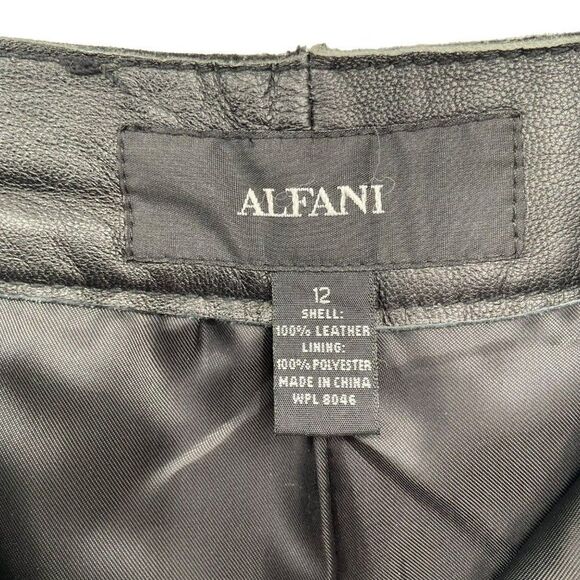 ALFANI
12
SHELL:
100% LEATHER
LINING:
100% POLYESTER
MADE IN CHINA
WPL 8046